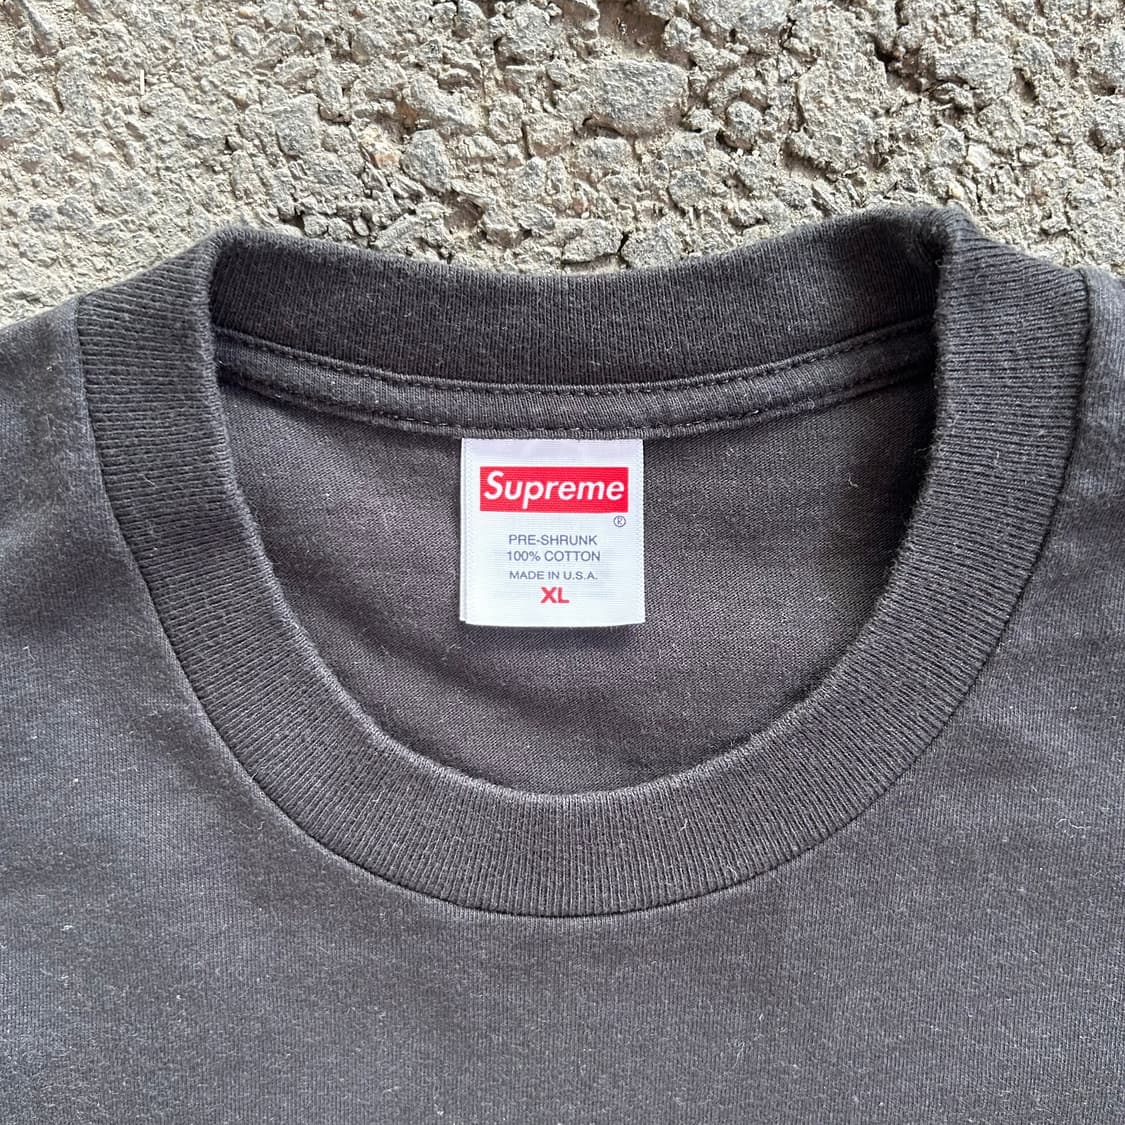 Supreme
®
PRE-SHRUNK
100% COTTON
MADE IN U.S.A.
XL